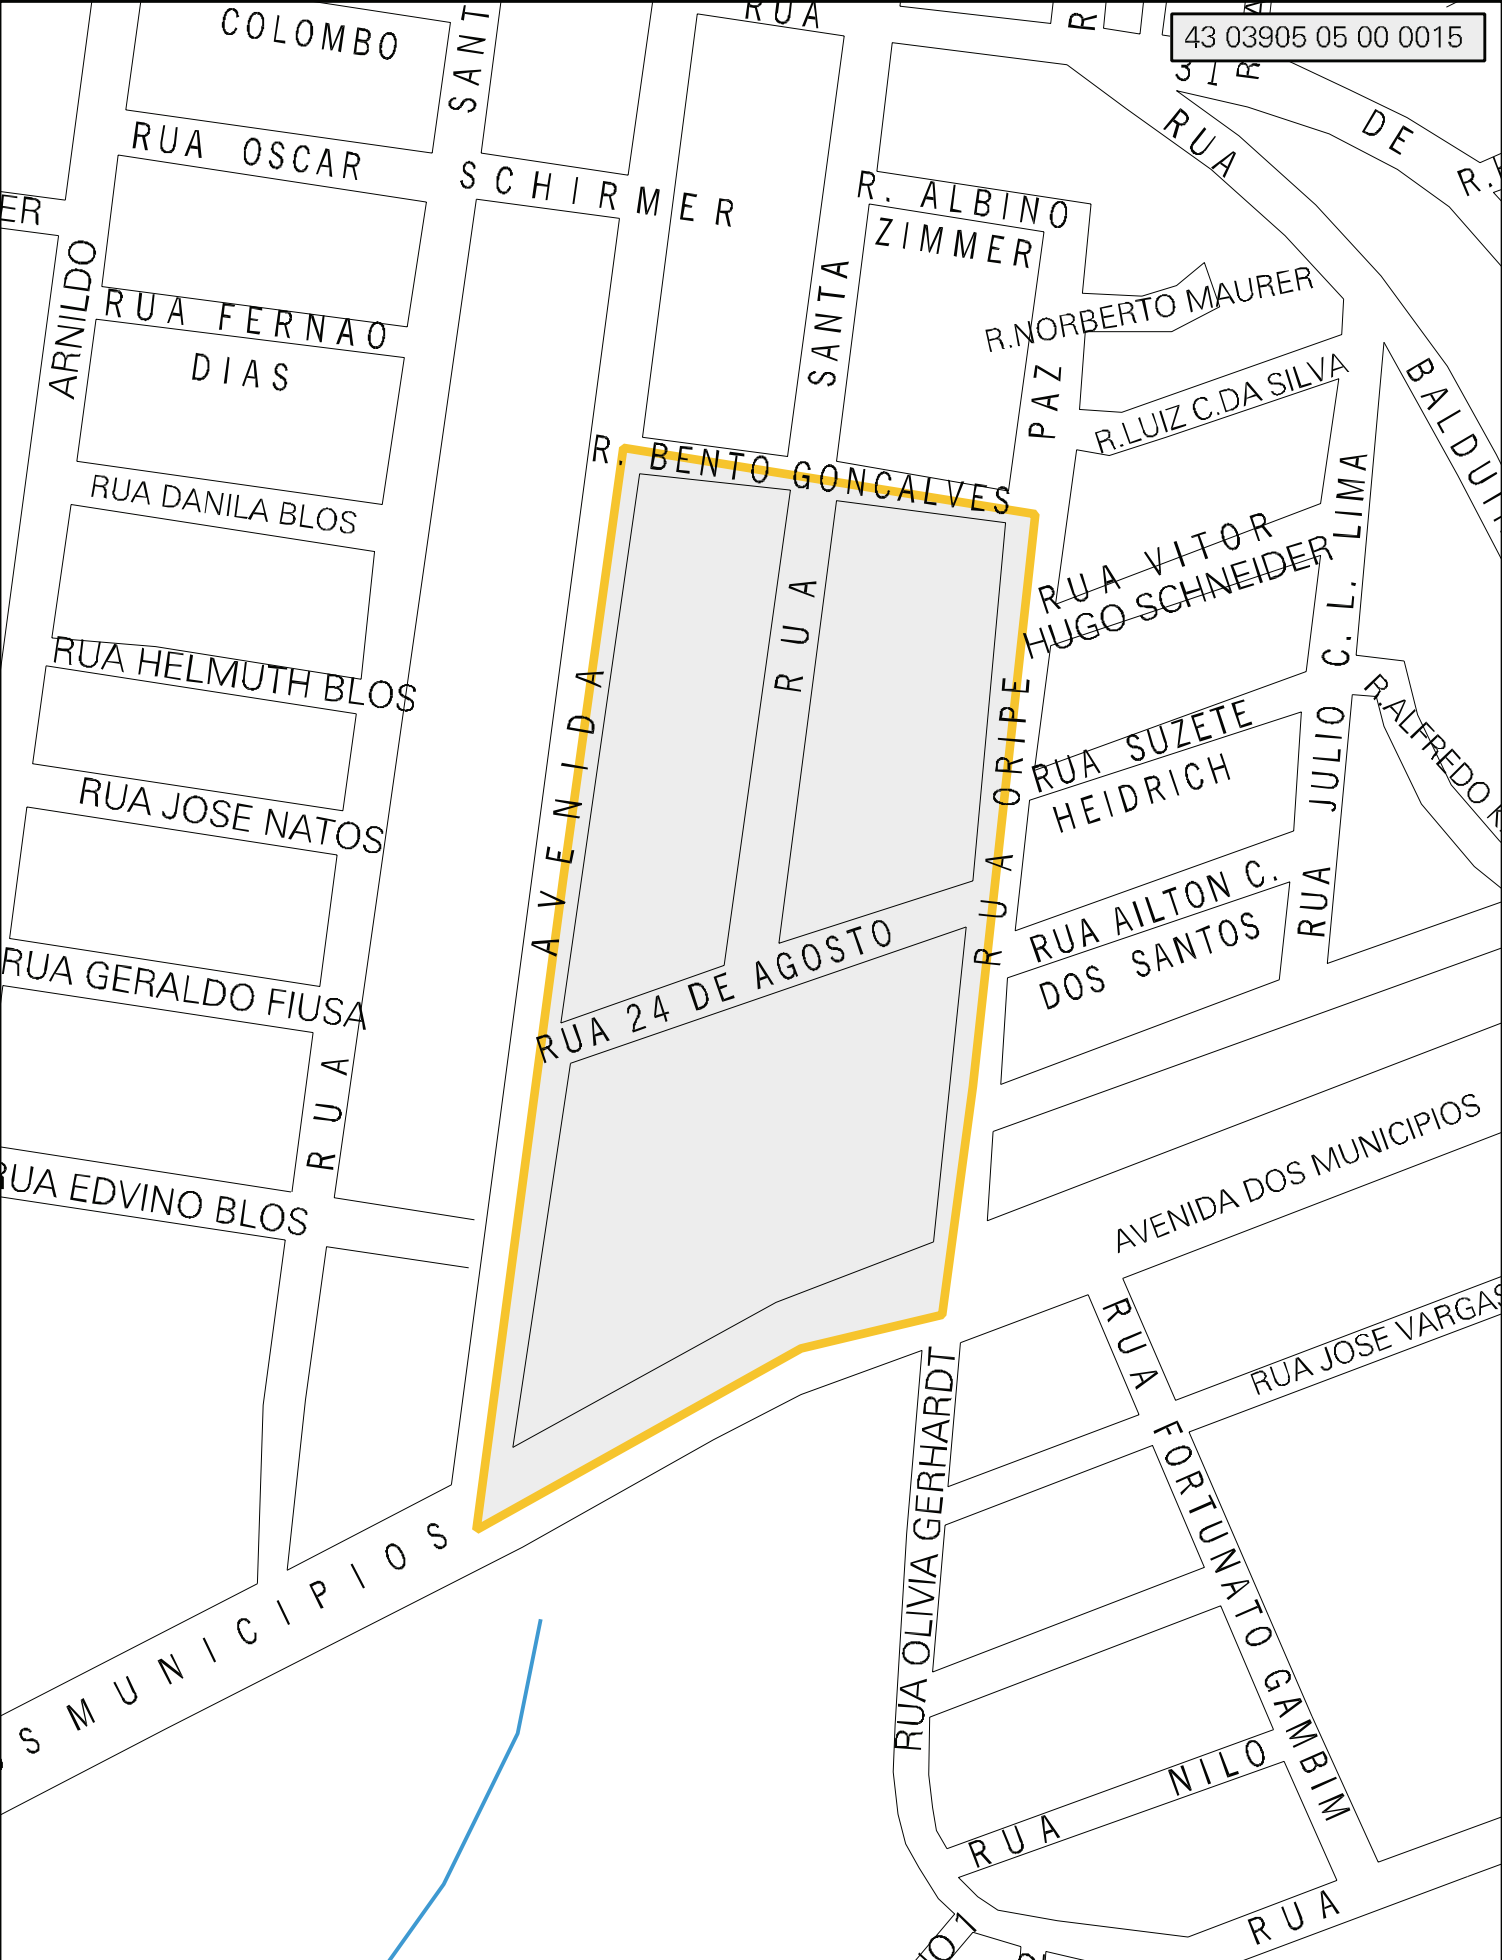 COLOMBO
SANT
RUA
R
43 03905 05 00 0015
RUA
DE
RUA OSCAR SCHIRMER
R. ALBINO
ZIMMER
ER
ARNILDO
RUA FERNAO
DIAS
SANTA
R.NORBERTO MAURER
PAZ
R.LUIZ C.DA SILVA
R. BENTO GONCALVES
RUA DANILA BLOS
RUA VITOR
HUGO SCHNEIDER
RUA
RUA HELMUTH BLOS
AVENIDA
RUA ORIPE
RUA SUZETE
HEIDRICH
RUA JULIO C. L. LIMA
R.ALFREDO K
RUA JOSE NATOS
RUA AILTON C.
DOS SANTOS
RUA 24 DE AGOSTO
RUA GERALDO FIUSA
RUA
RUA EDVINO BLOS
AVENIDA DOS MUNICIPIOS
RUA JOSE VARGAS
RUA FORTUNATO GAMBIM
RUA OLIVIA GERHARDT
S MUNICIPIOS
RUA NILO
RUA